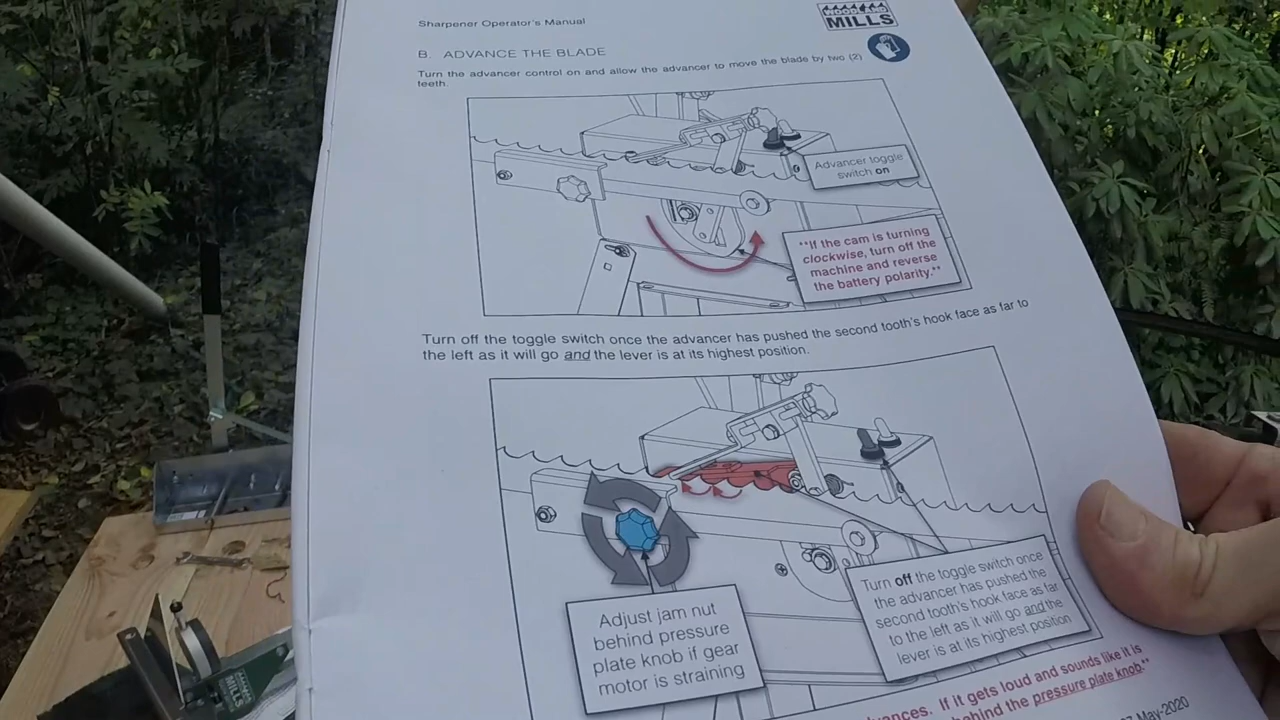 Sharpener Operator's Manual
WOODLAND
MILLS
B. ADVANCE THE BLADE
Turn the advancer control on and allow the advancer to move the blade by two (2)
teeth.
Advancer toggle
switch on
**If the cam is turning
clockwise, turn off the
machine and reverse
the battery polarity.**
Turn off the toggle switch once the advancer has pushed the second tooth's hook face as far to
the left as it will go and the lever is at its highest position.
Adjust jam nut
behind pressure
plate knob if gear
motor is straining
Turn off the toggle switch once
the advancer has pushed the
second tooth's hook face as far
to the left as it will go and the
lever is at its highest position
If it gets loud and sounds like it is
behind the pressure plate knob.**
May-2020
MILLS